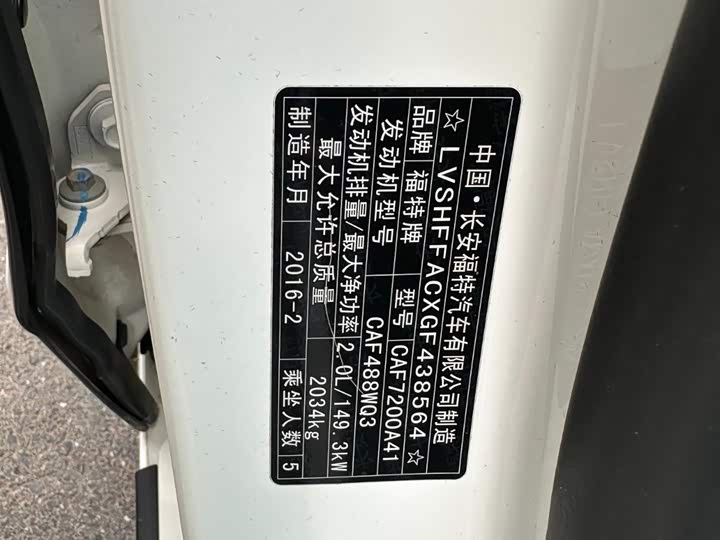 中国·长安福特汽车有限公司制造
☆LVSHFFACXGF438564☆
品牌 福特牌 型号 CAF7200A41
发动机型号 CAF488WQ3
发动机排量/最大净功率 2.0L/149.3kW
最大允许总质量 2034kg
制造年月 2016-2 乘坐人数 5